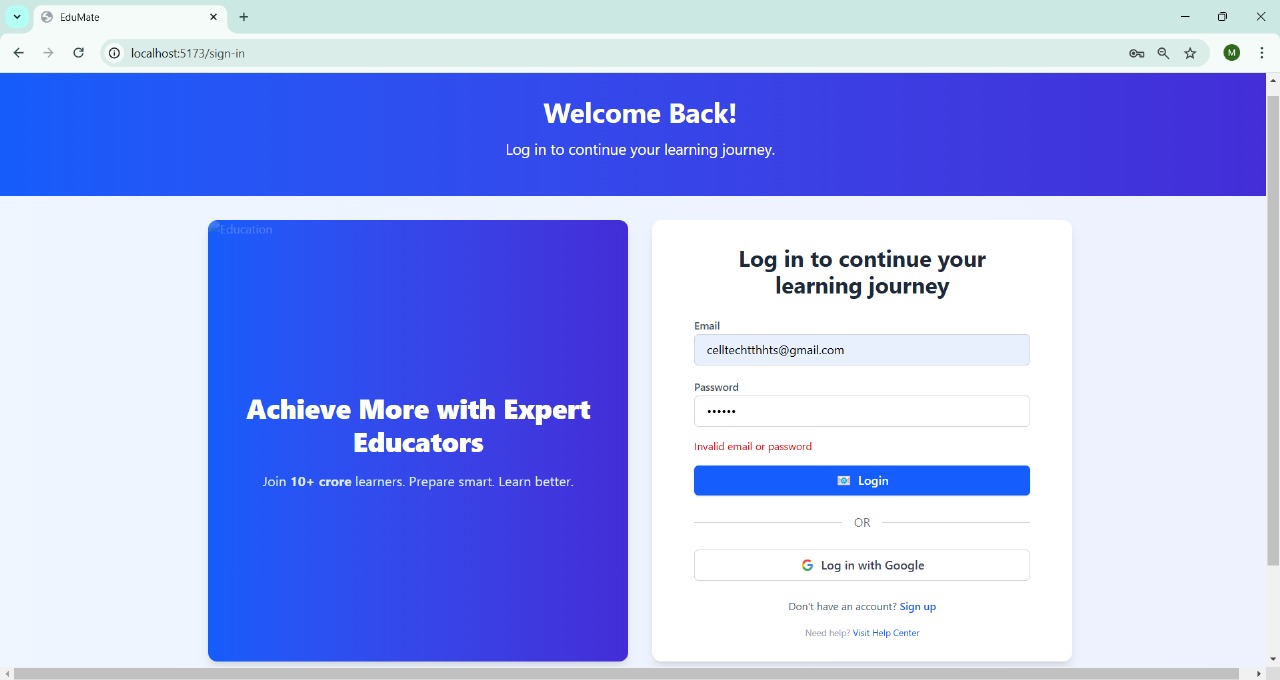 EduMate
localhost:5173/sign-in
M
Welcome Back!
Log in to continue your learning journey.
Education
Achieve More with Expert
Educators
Join 10+ crore learners. Prepare smart. Learn better.
Log in to continue your
learning journey
Email
celltechtthhts@gmail.com
Password
••••••
Invalid email or password
Login
OR
Log in with Google
Don't have an account? Sign up
Need help? Visit Help Center